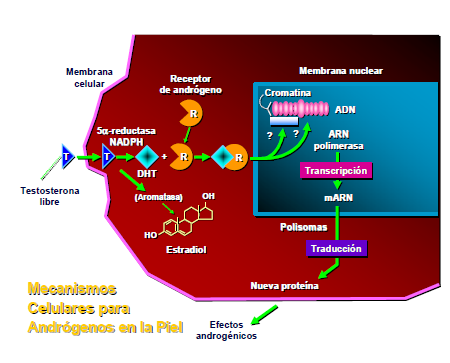 Membrana
celular
Receptor
de andrógeno
R
Membrana nuclear
Cromatina
ADN
? ?
5α-reductasa
NADPH
ARN
polimerasa
T
T
DHT
+
R
R
Transcripción
Testosterona
libre
(Aromatasa)
OH
HO
Estradiol
mARN
Polisomas
Traducción
Nueva proteína
Mecanismos
Celulares para
Andrógenos en la Piel
Efectos
androgénicos